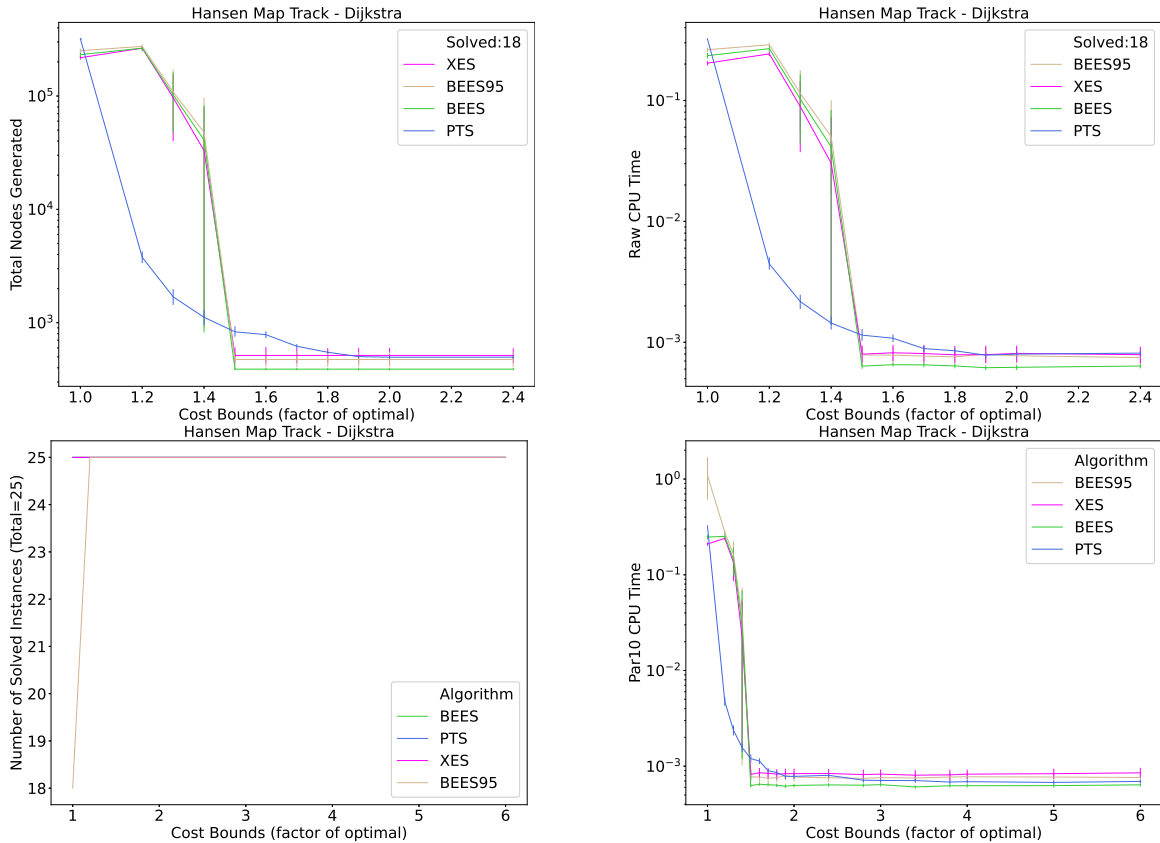 Hansen Map Track - Dijkstra
Total Nodes Generated
10^5
10^4
10^3
Solved:18
XES
BEES95
BEES
PTS
1.0 1.2 1.4 1.6 1.8 2.0 2.2 2.4
Cost Bounds (factor of optimal)
Hansen Map Track - Dijkstra
Raw CPU Time
10^-1
10^-2
10^-3
Solved:18
BEES95
XES
BEES
PTS
1.0 1.2 1.4 1.6 1.8 2.0 2.2 2.4
Cost Bounds (factor of optimal)
Hansen Map Track - Dijkstra
Number of Solved Instances (Total=25)
25
24
23
22
21
20
19
18
Algorithm
BEES
PTS
XES
BEES95
1 2 3 4 5 6
Cost Bounds (factor of optimal)
Hansen Map Track - Dijkstra
Par10 CPU Time
10^0
10^-1
10^-2
10^-3
Algorithm
BEES95
XES
BEES
PTS
1 2 3 4 5 6
Cost Bounds (factor of optimal)